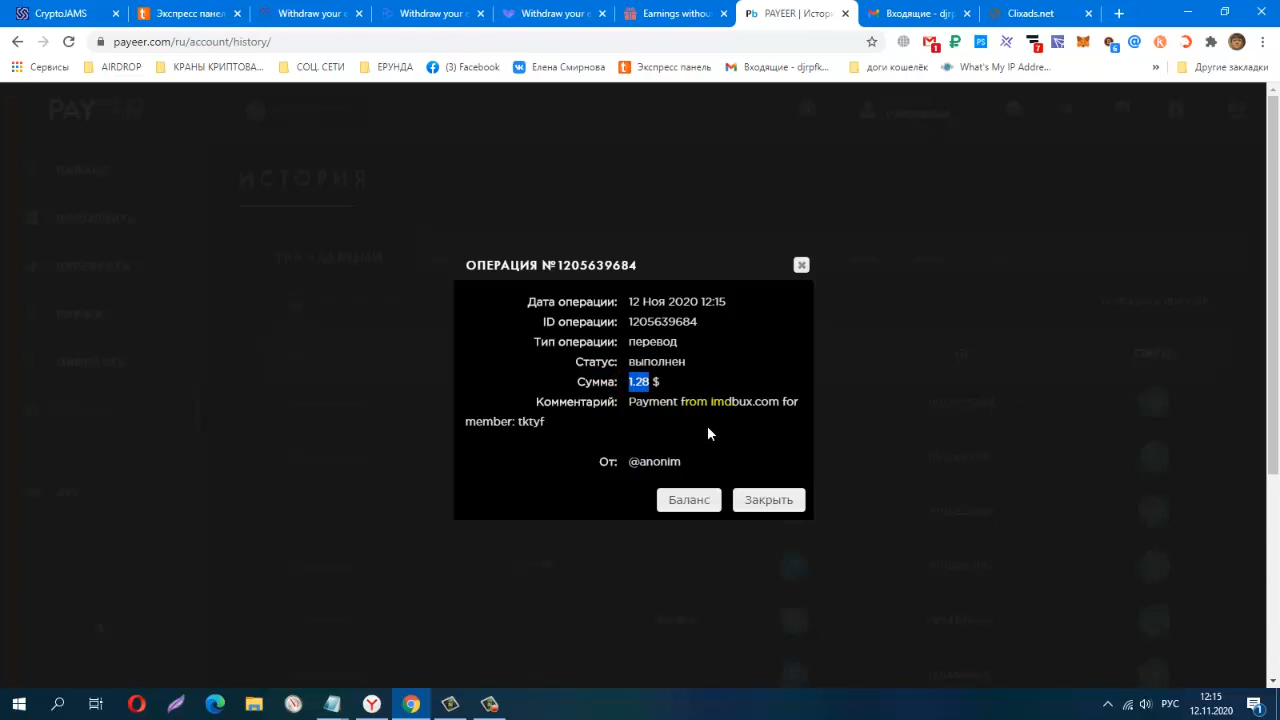 CryptoJAMS
Экспресс панель
Withdraw your e
Withdraw your e
Withdraw your e
Earnings without
PAYEER | Истори
Входящие - djrp
Clixads.net
payeer.com/ru/account/history/
Сервисы
AIRDROP
КРАНЫ КРИПТОВА...
СОЦ. СЕТИ
ЕРУНДА
(3) Facebook
Елена Смирнова
Экспресс панель
Входящие - djrpfk...
доги кошелёк
What's My IP Addre...
»
Другие закладки
ИСТОРИЯ
ОПЕРАЦИЯ №1205639684
Дата операции: 12 Ноя 2020 12:15
ID операции: 1205639684
Тип операции: перевод
Статус: выполнен
Сумма: 1.28 $
Комментарий: Payment from imdbux.com for
member: tktyf
От: @anonim
Баланс
Закрыть
РУС
12:15
12.11.2020